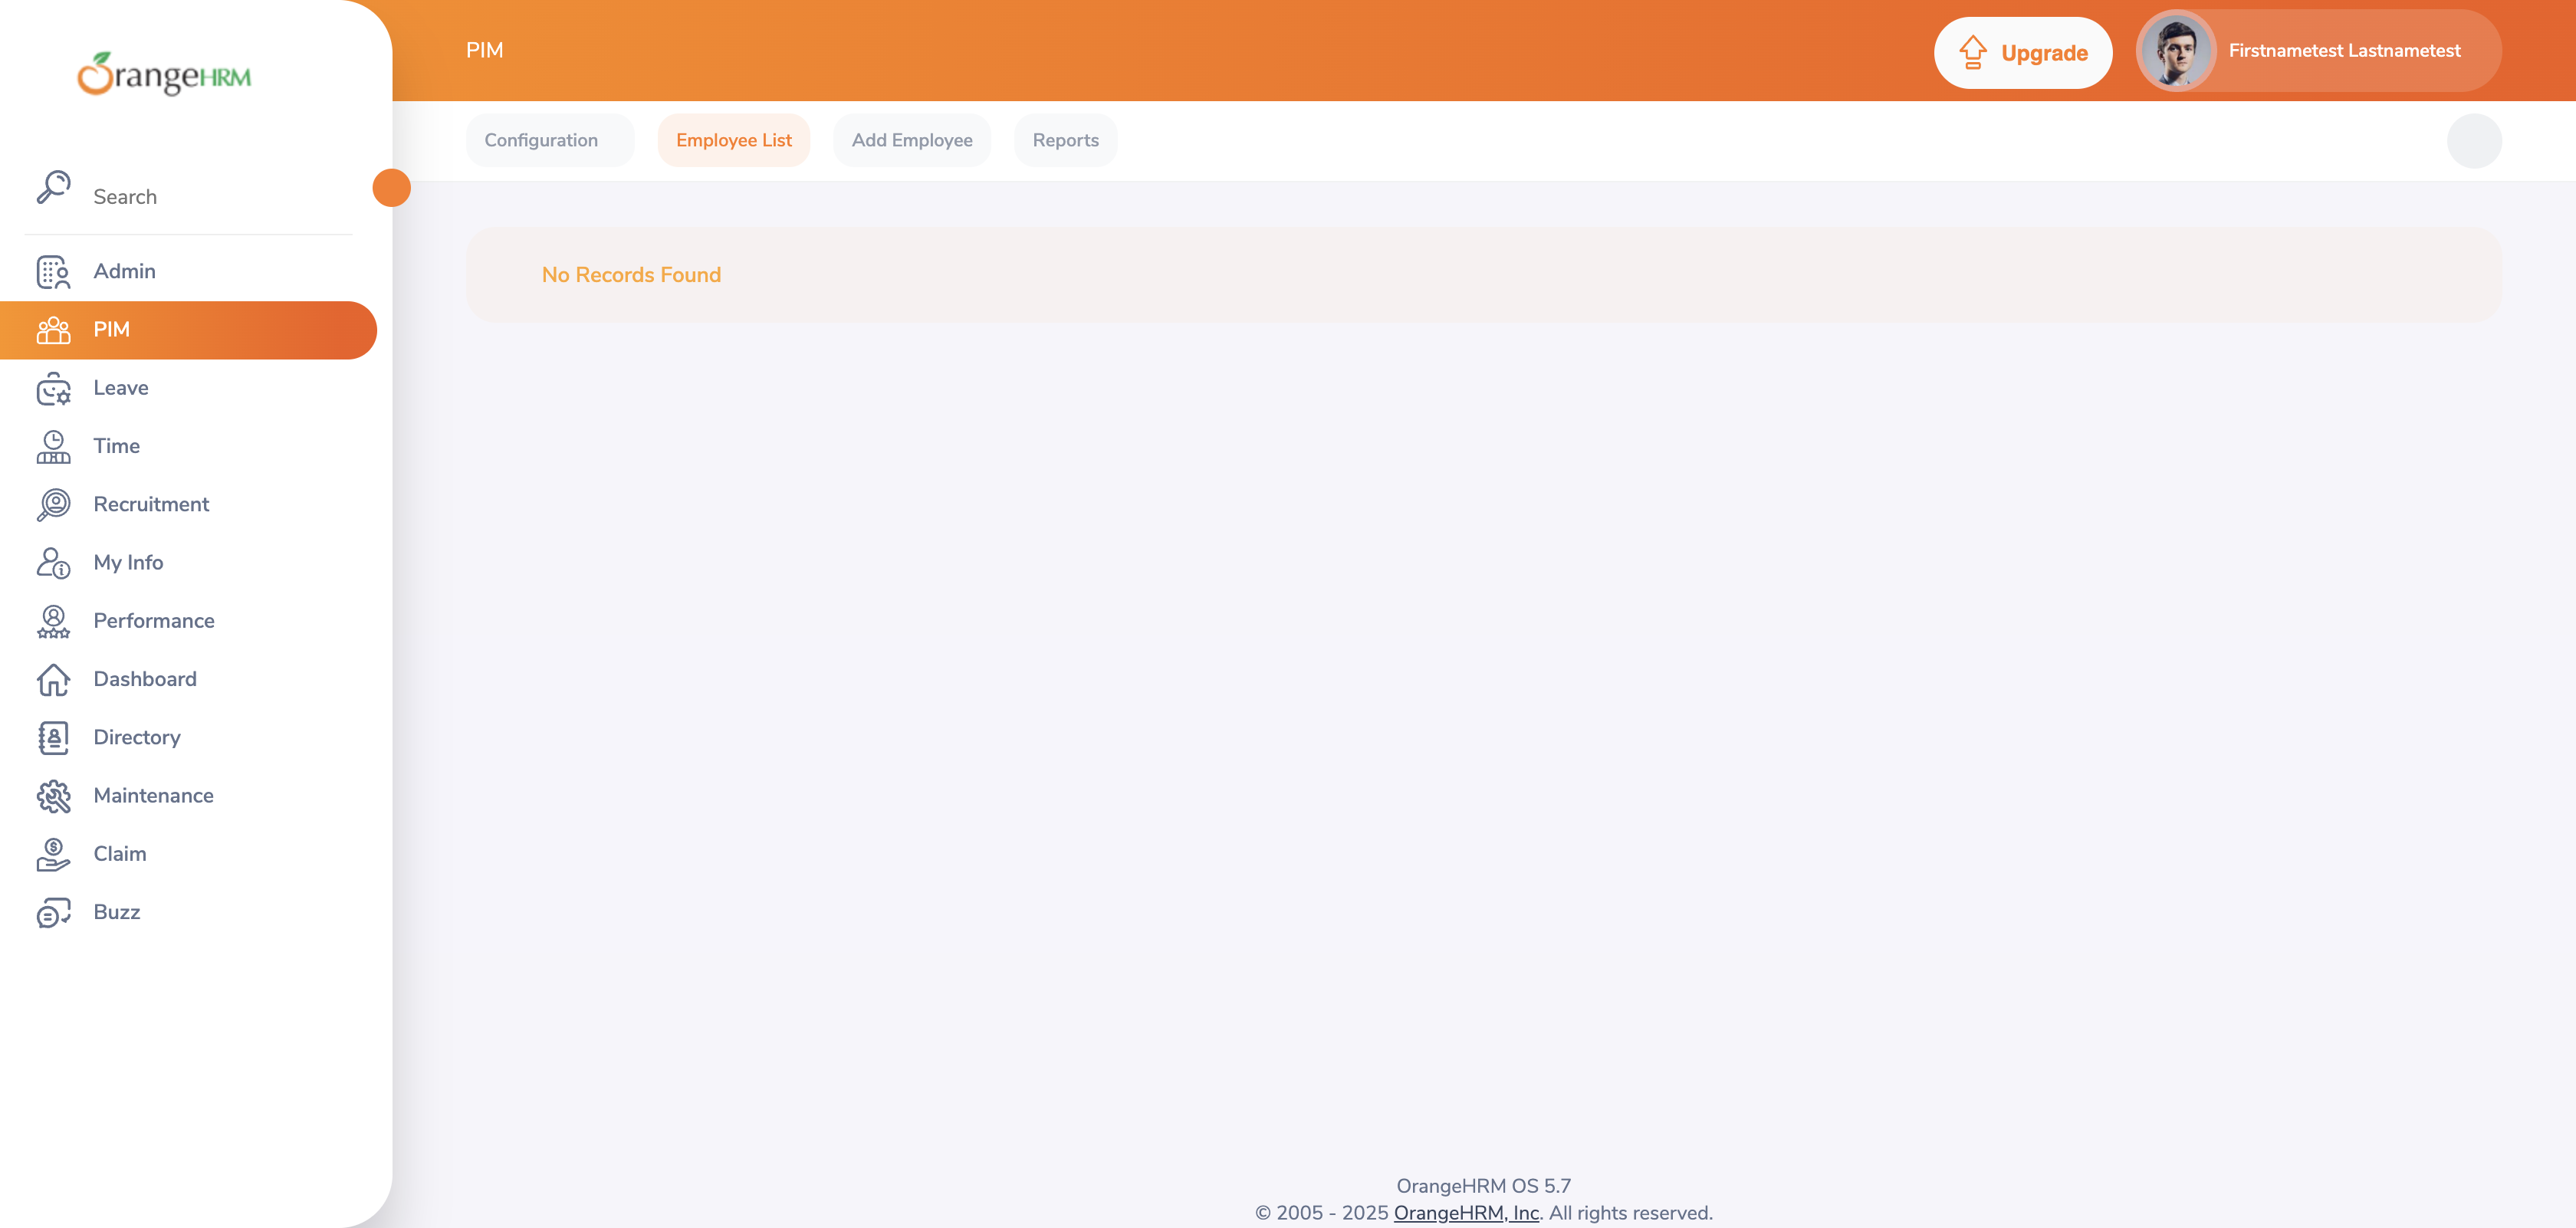 OrangeHRM
PIM
Upgrade
Firstnametest Lastnametest
Configuration
Employee List
Add Employee
Reports
Search
Admin
PIM
Leave
Time
Recruitment
My Info
Performance
Dashboard
Directory
Maintenance
Claim
Buzz
No Records Found
OrangeHRM OS 5.7
© 2005 - 2025 OrangeHRM, Inc. All rights reserved.